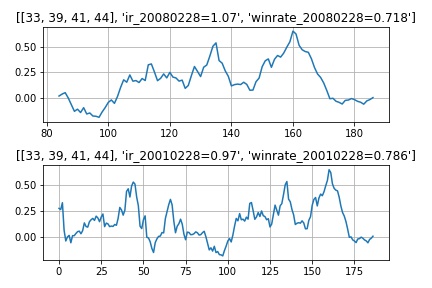 [[33, 39, 41, 44], 'ir_20080228=1.07', 'winrate_20080228=0.718']
0.50
0.25
0.00
80 100 120 140 160 180
[[33, 39, 41, 44], 'ir_20010228=0.97', 'winrate_20010228=0.786']
0.50
0.25
0.00
0 25 50 75 100 125 150 175